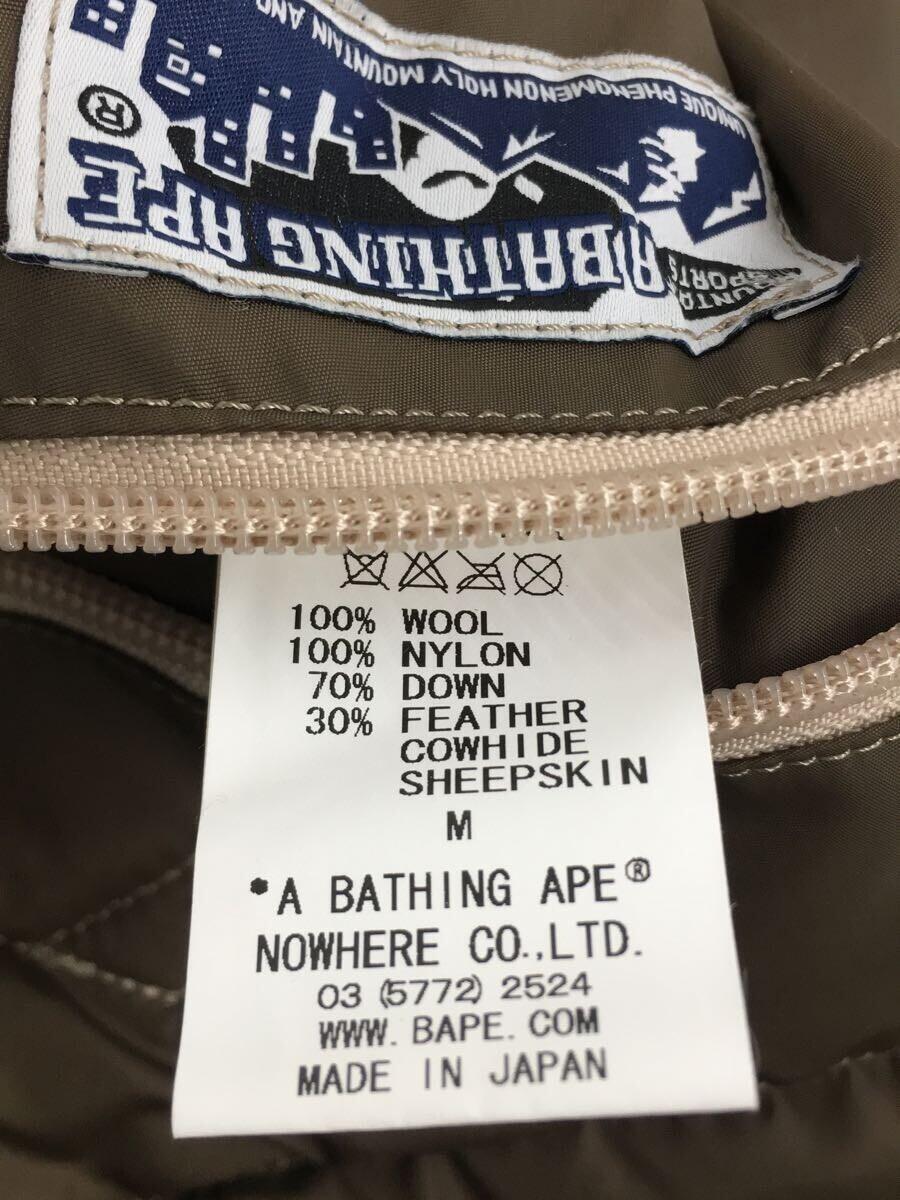 UNIQUE PHENOMENON HOLY MOUNTAIN AND
A BATHING APE®
SPORTS
100% WOOL
100% NYLON
70% DOWN
30% FEATHER
COWHIDE
SHEEPSKIN
M
*A BATHING APE®
NOWHERE CO.,LTD.
03 (5772) 2524
WWW.BAPE.COM
MADE IN JAPAN